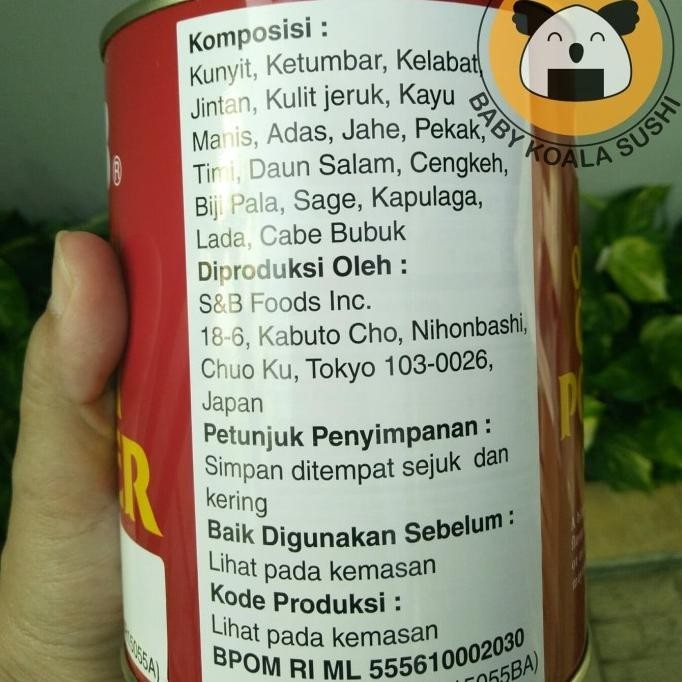 BABY KOALA SUSHI
Komposisi :
Kunyit, Ketumbar, Kelabat,
Jintan, Kulit jeruk, Kayu
Manis, Adas, Jahe, Pekak,
Timi, Daun Salam, Cengkeh,
Biji Pala, Sage, Kapulaga,
Lada, Cabe Bubuk
Diproduksi Oleh :
S&B Foods Inc.
18-6, Kabuto Cho, Nihonbashi,
Chuo Ku, Tokyo 103-0026,
Japan
Petunjuk Penyimpanan :
Simpan ditempat sejuk dan
kering
Baik Digunakan Sebelum :
Lihat pada kemasan
Kode Produksi :
Lihat pada kemasan
BPOM RI ML 555610002030